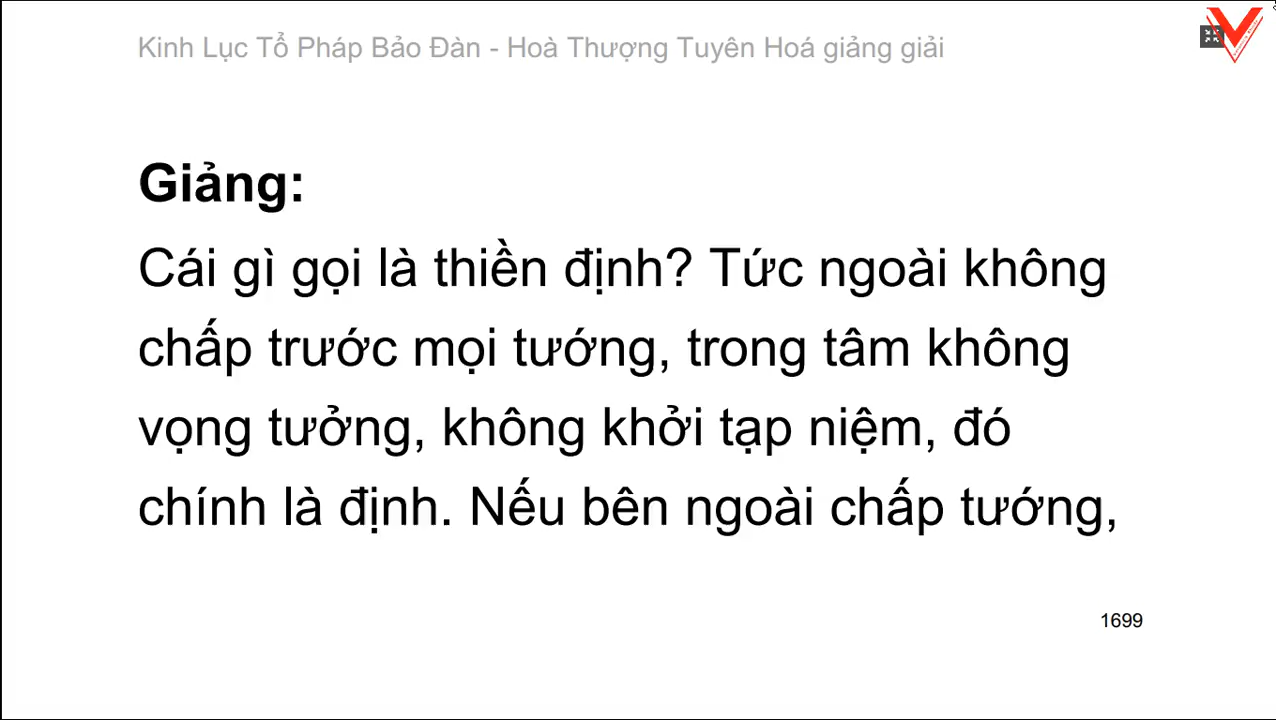 Kinh Lục Tổ Pháp Bảo Đàn - Hoà Thượng Tuyên Hoá giảng giải
Giảng:
Cái gì gọi là thiền định? Tức ngoài không
chấp trước mọi tướng, trong tâm không
vọng tưởng, không khởi tạp niệm, đó
chính là định. Nếu bên ngoài chấp tướng,
1699